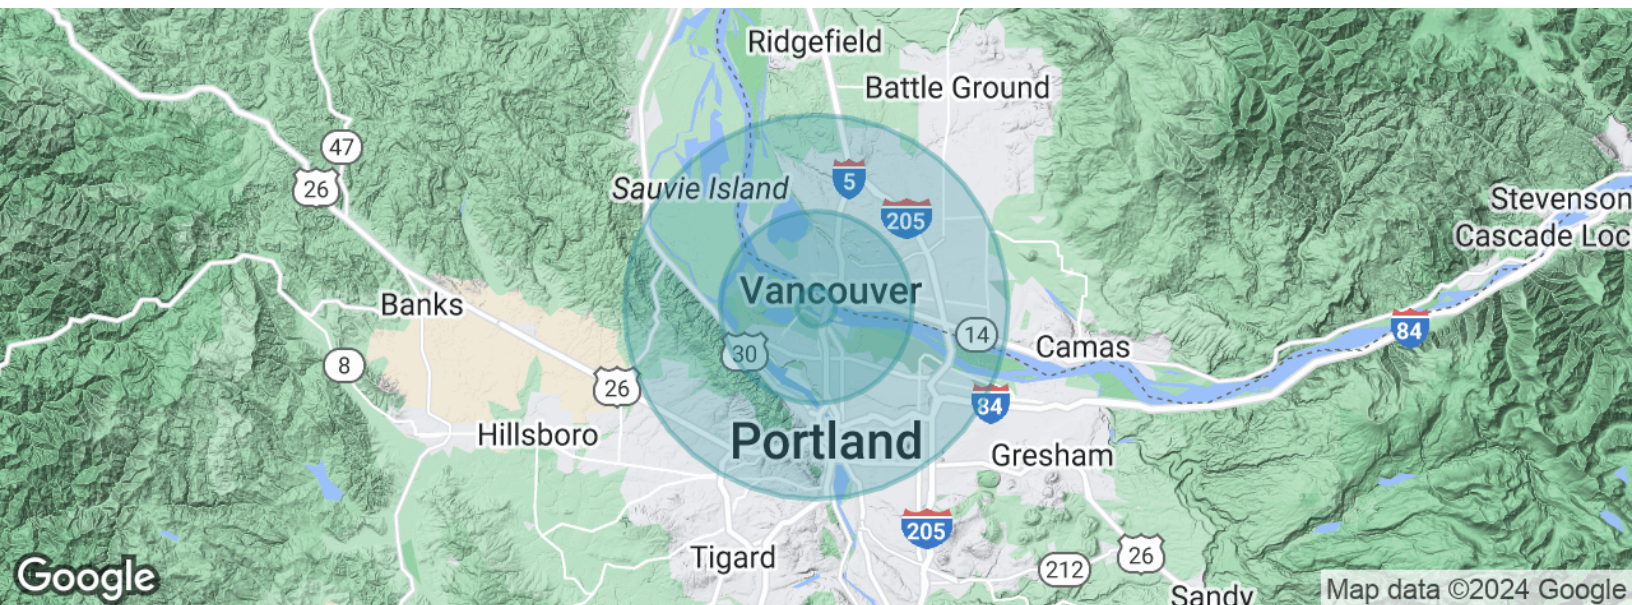 Ridgefield
Battle Ground
47
26
5
Sauvie Island
205
Stevenson
Cascade Loc
Vancouver
Banks
14
84
Camas
30
8
26
84
Portland
Hillsboro
Gresham
205
Tigard
26
212
Google
Sandy
Map data ©2024 Google